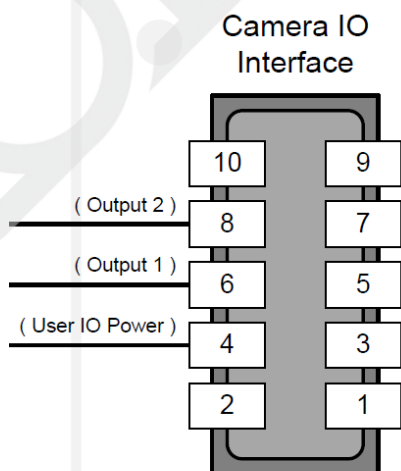 Camera IO
Interface
10 9
( Output 2 ) 8 7
( Output 1 ) 6 5
( User IO Power ) 4 3
2 1